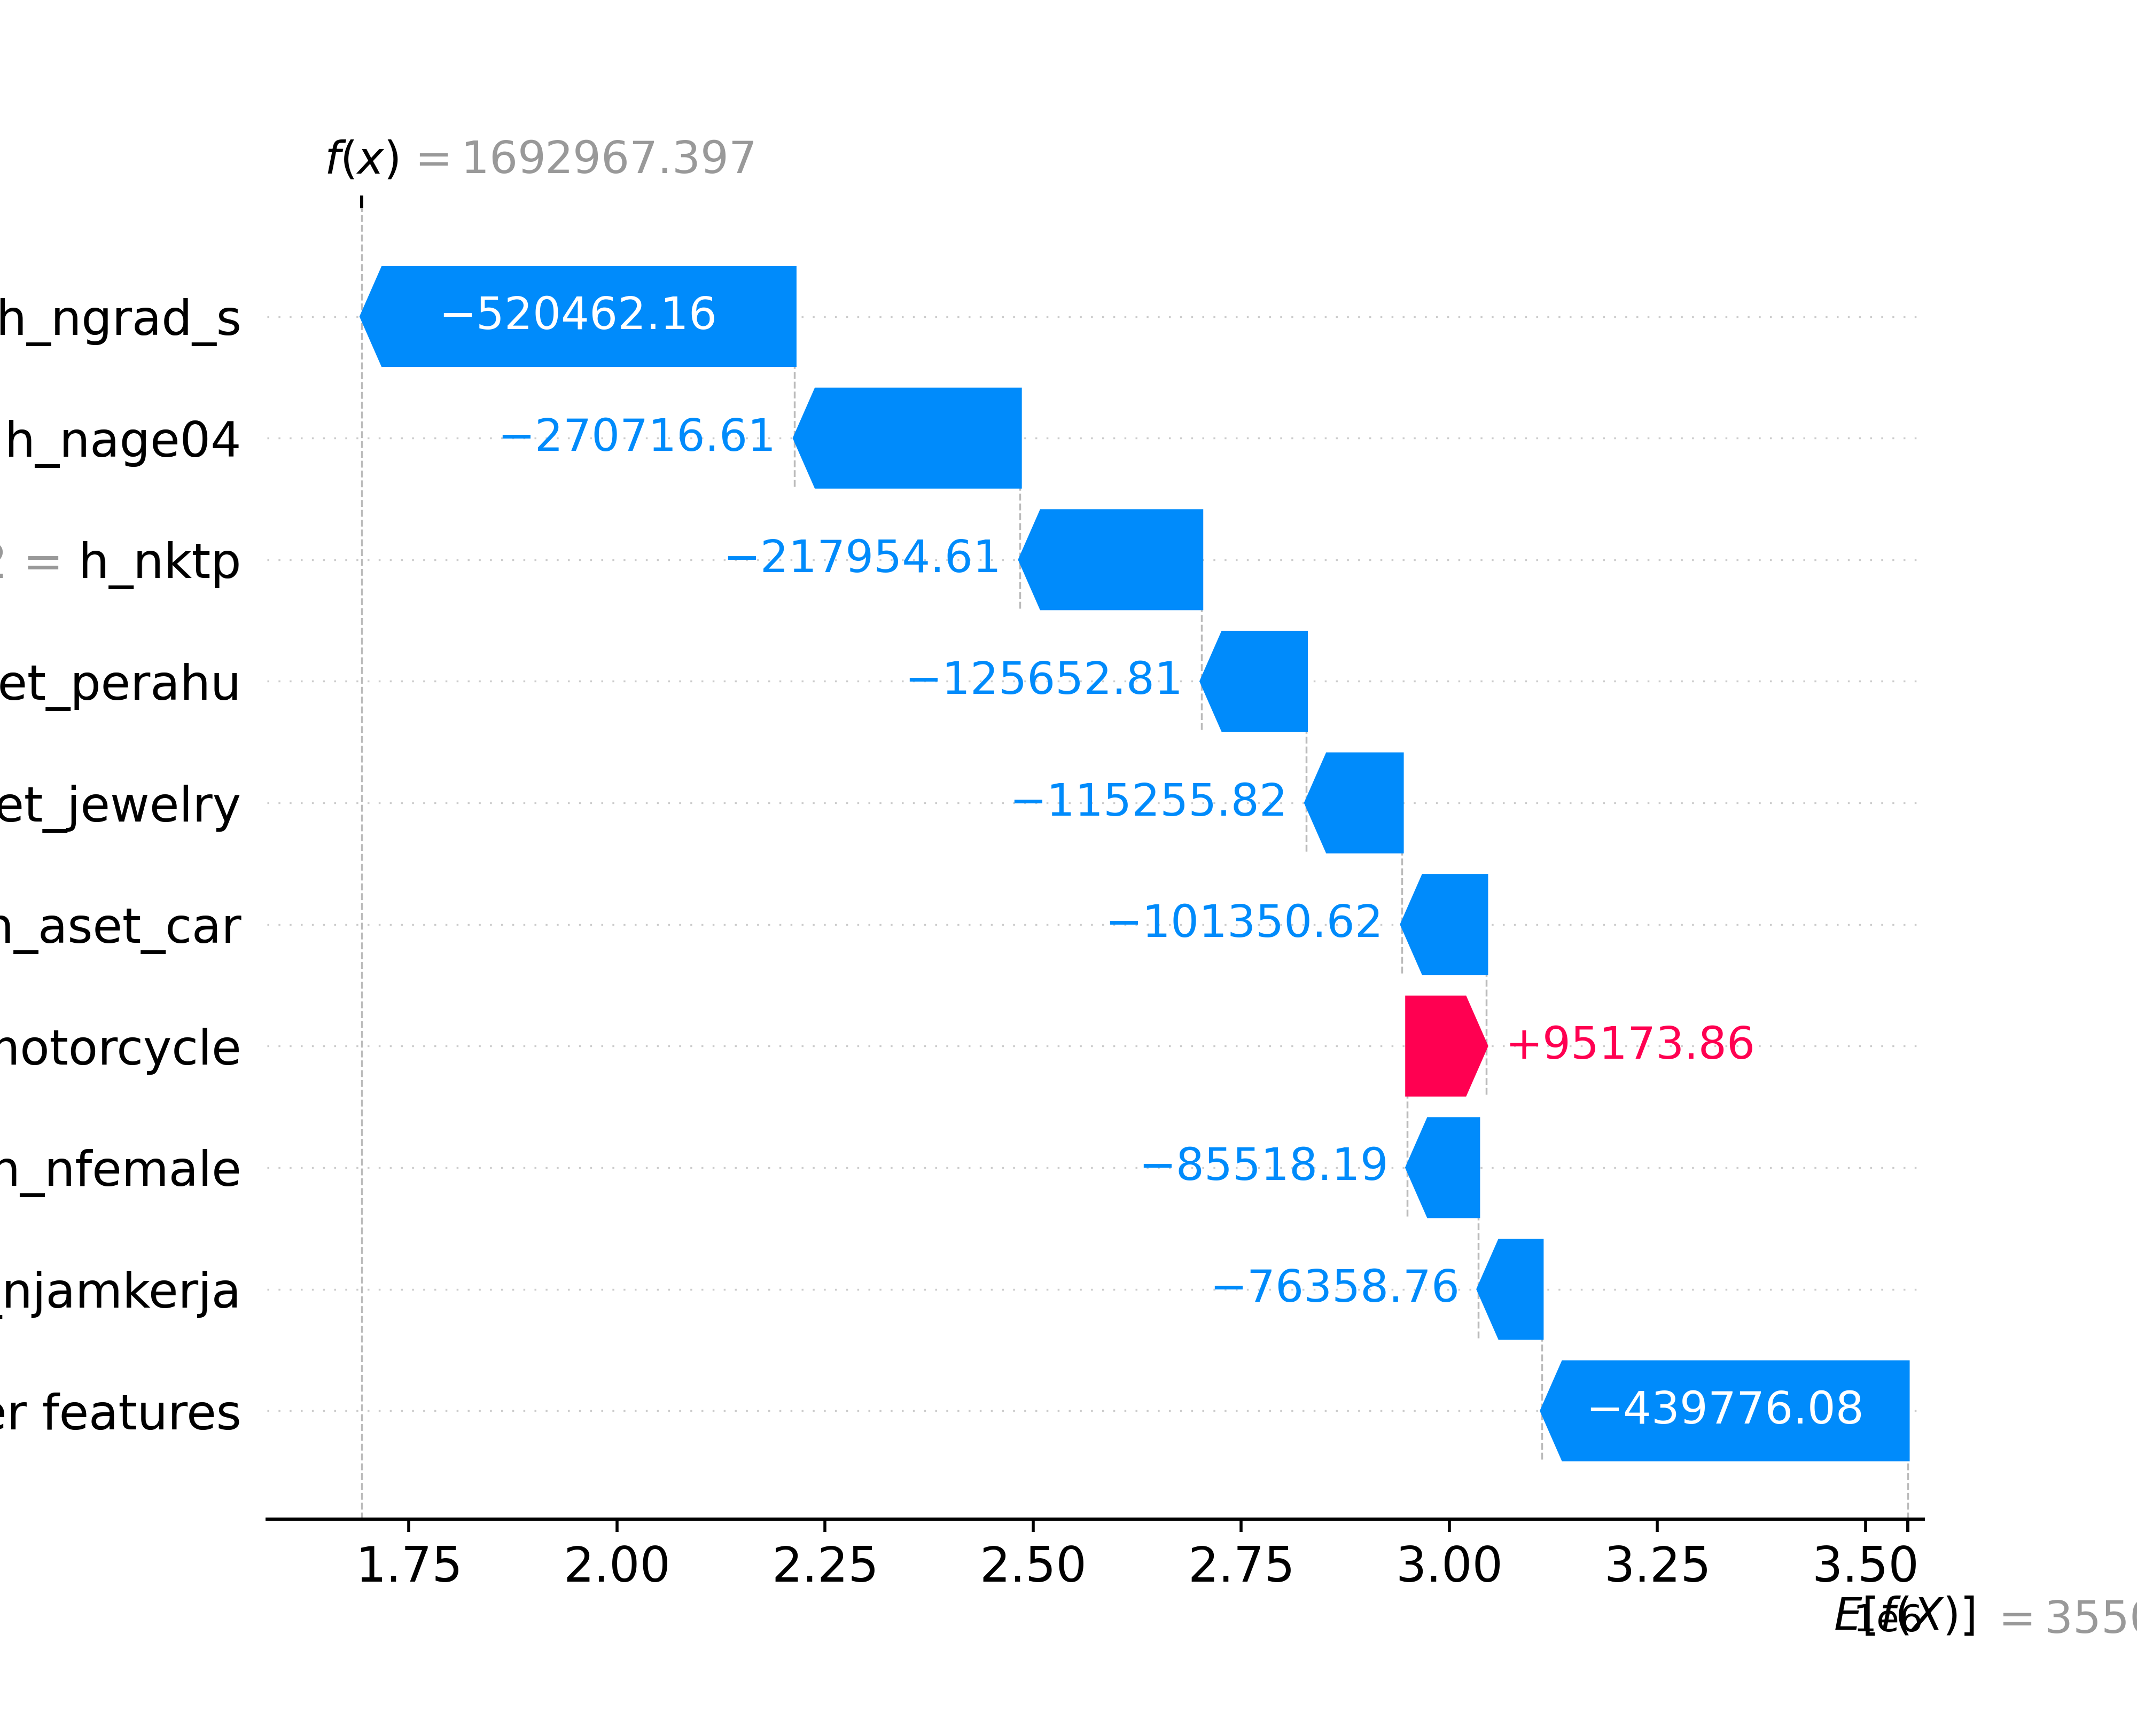 f(x) = 1692967.397
h_ngrad_s −520462.16
h_nage04 −270716.61
= h_nktp −217954.61
et_perahu −125652.81
et_jewelry −115255.82
_aset_car −101350.62
otorcycle +95173.86
_nfemale −85518.19
njamkerja −76358.76
r features −439776.08
1.75 2.00 2.25 2.50 2.75 3.00 3.25 3.50
1e6
E[f(X)] = 355